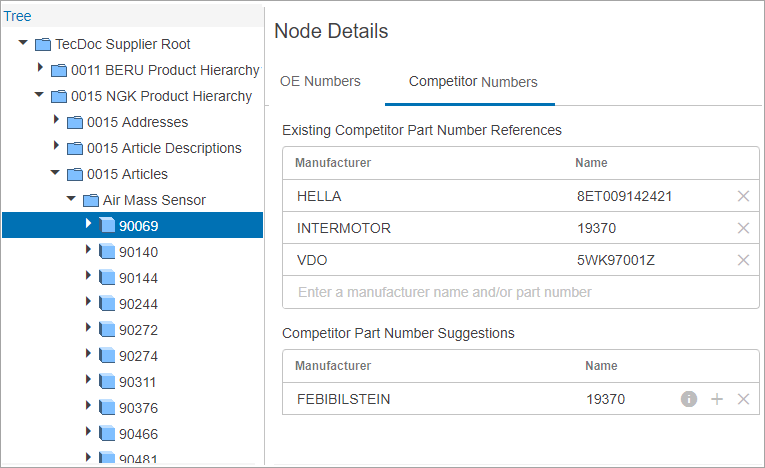 Tree
TecDoc Supplier Root
0011 BERU Product Hierarchy
0015 NGK Product Hierarchy
0015 Addresses
0015 Article Descriptions
0015 Articles
Air Mass Sensor
90069
90140
90144
90244
90272
90274
90311
90376
90466
90481
Node Details
OE Numbers
Competitor Numbers
Existing Competitor Part Number References
Manufacturer Name
HELLA 8ET009142421
INTERMOTOR 19370
VDO 5WK97001Z
Enter a manufacturer name and/or part number
Competitor Part Number Suggestions
Manufacturer Name
FEBIBILSTEIN 19370